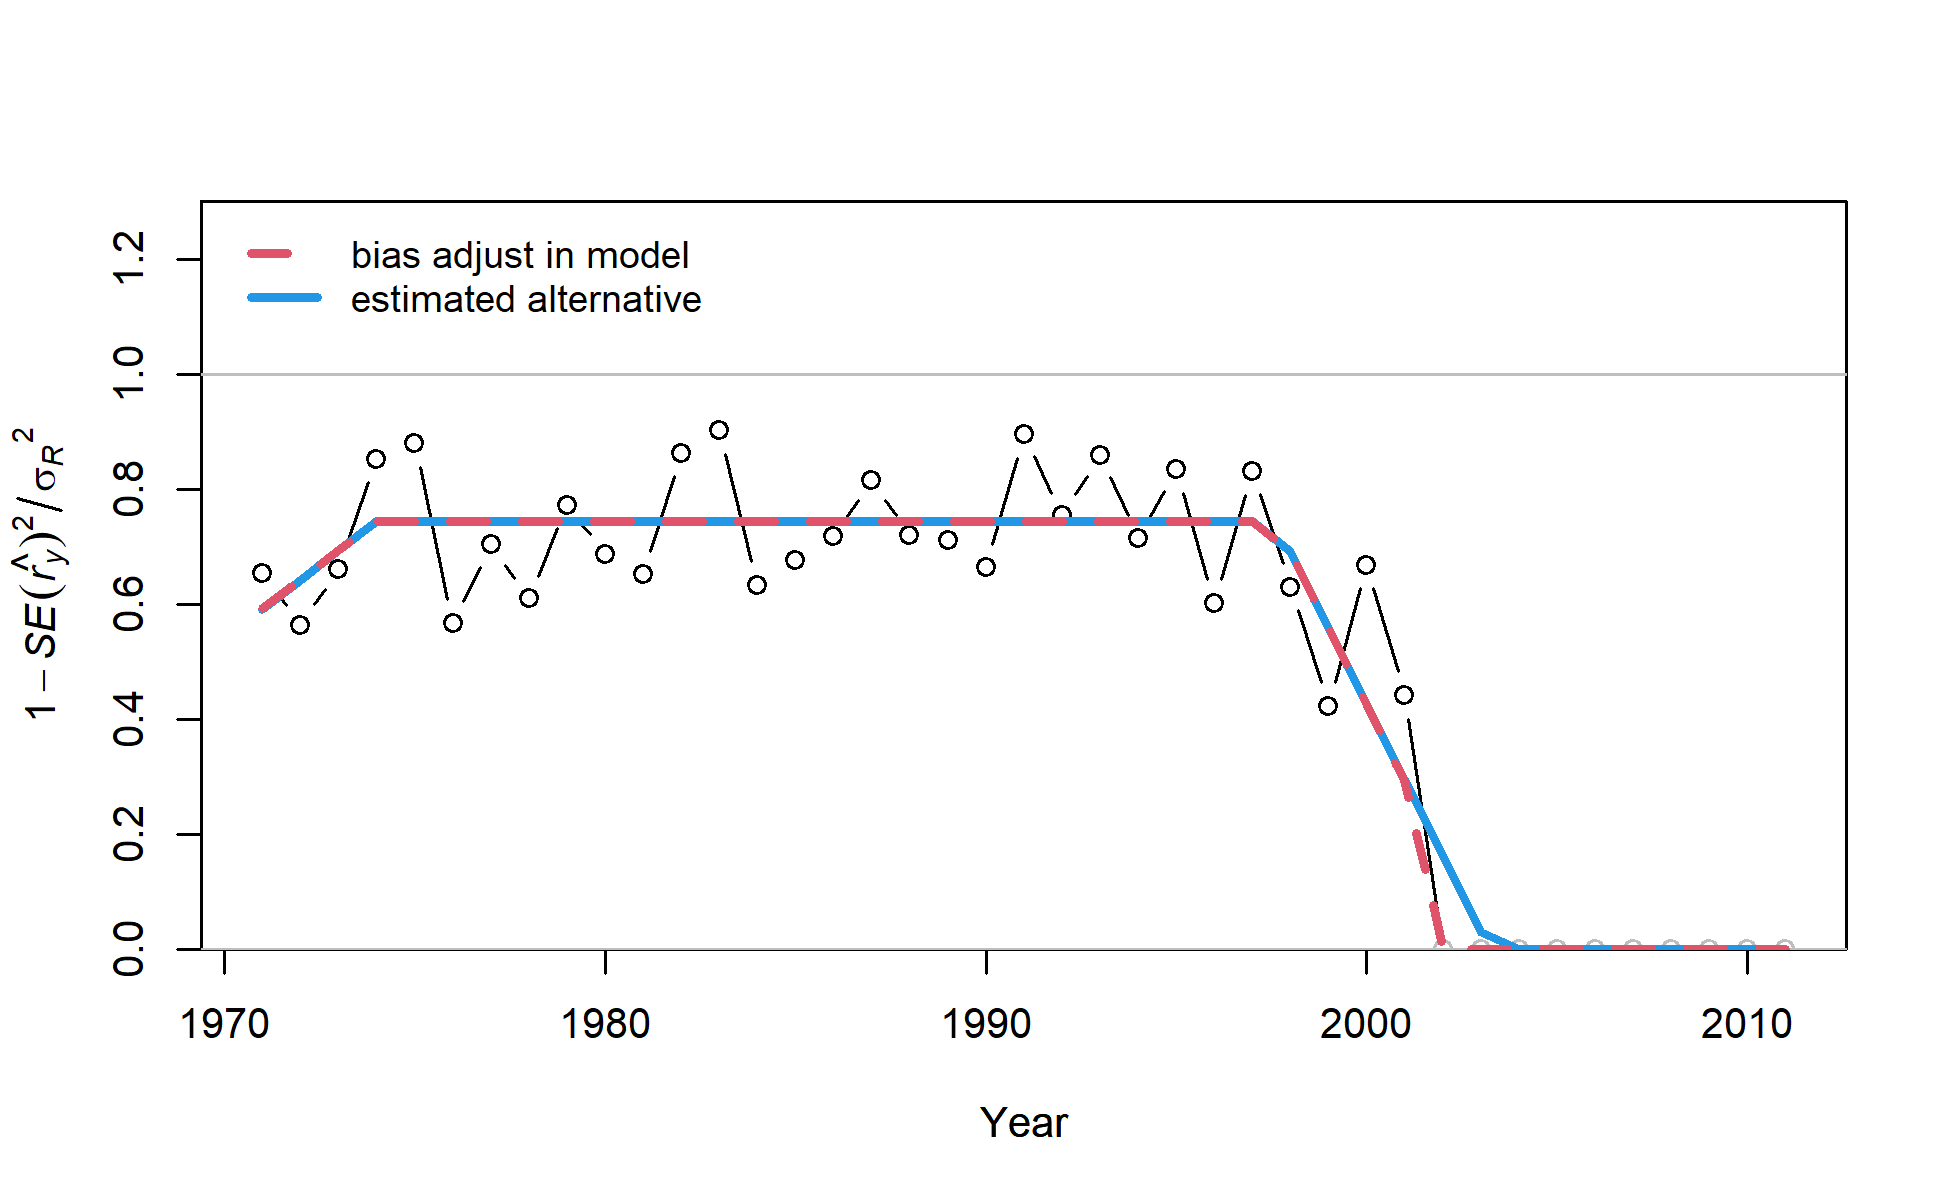 bias adjust in model
estimated alternative
1.2
1.0
0.8
0.6
0.4
0.2
0.0
1 − SE(r̂y)² / σR²
1970 1980 1990 2000 2010
Year